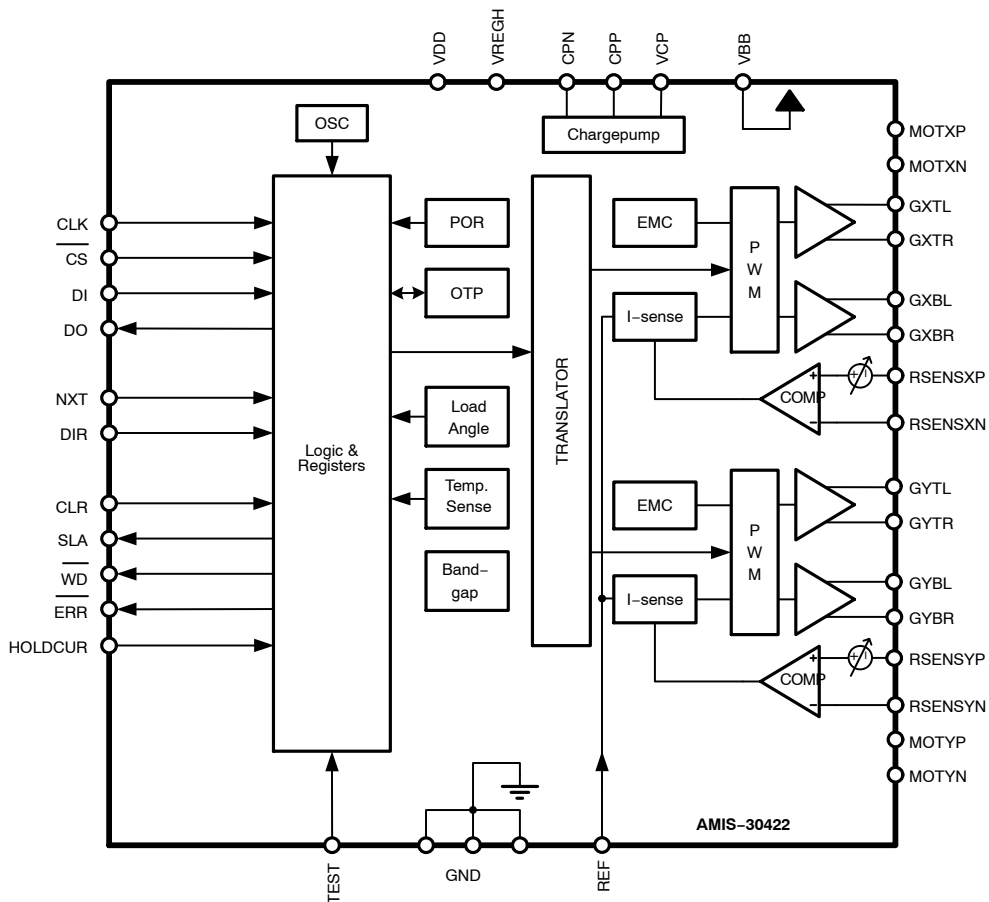 VDD
VREGH
CPN
CPP
VCP
VBB
OSC
Chargepump
MOTXP
MOTXN
CLK
CS
DI
DO
NXT
DIR
CLR
SLA
WD
ERR
HOLDCUR
Logic &
Registers
POR
OTP
Load
Angle
Temp.
Sense
Band−
gap
TRANSLATOR
EMC
I−sense
P
W
M
COMP
+
−
+
−
GXTL
GXTR
GXBL
GXBR
RSENSXP
RSENSXN
EMC
I−sense
P
W
M
COMP
+
−
+
−
GYTL
GYTR
GYBL
GYBR
RSENSYP
RSENSYN
MOTYP
MOTYN
AMIS−30422
TEST
GND
REF